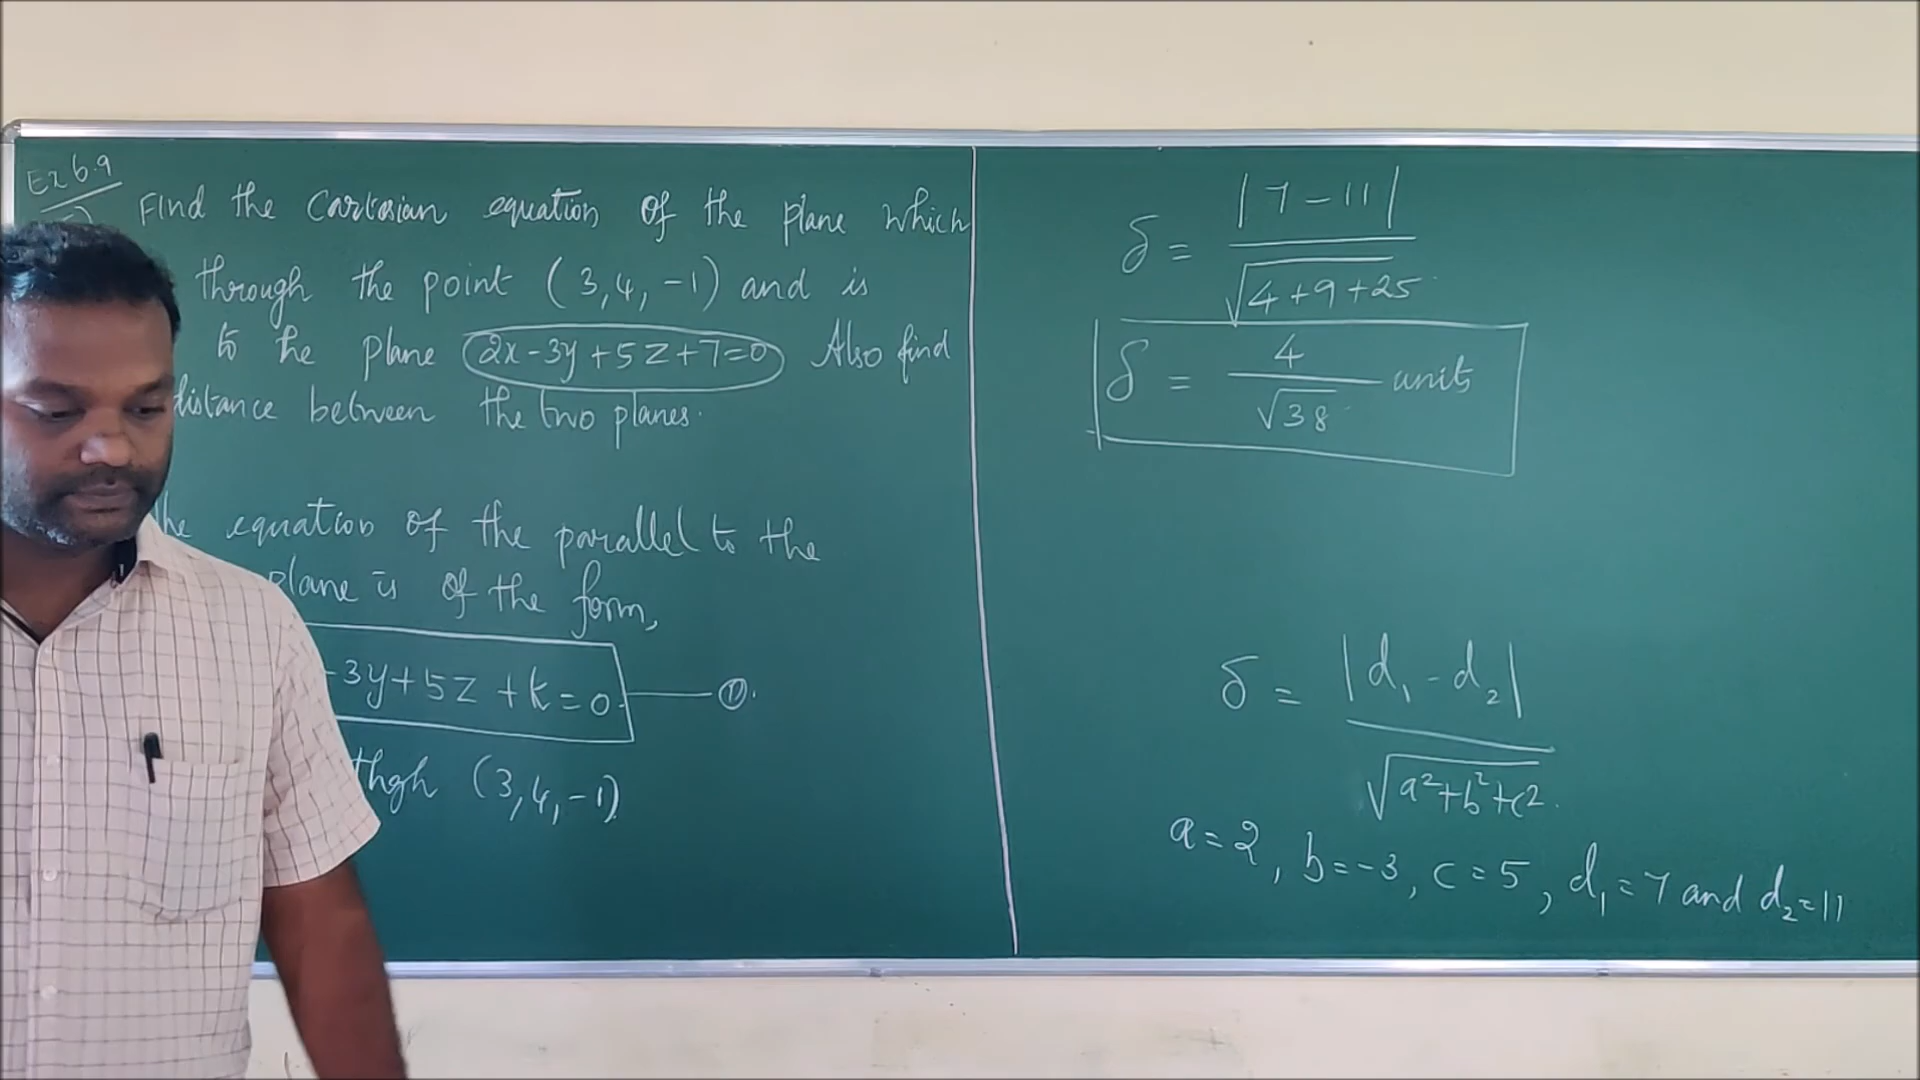 Ex 6.9
Find the Cartesian equation of the plane which
through the point (3,4,-1) and is
to he plane 2x-3y+5z+7=0 Also find
distance between the two planes.
he equation of the parallel to the
plane is of the form,
-3y+5z+k=0 — ①.
thgh (3,4,-1)
δ = |7-11| / √4+9+25
δ = 4/√38 units
δ = |d₁-d₂| / √a²+b²+c²
a=2, b=-3, c=5, d₁=7 and d₂=11